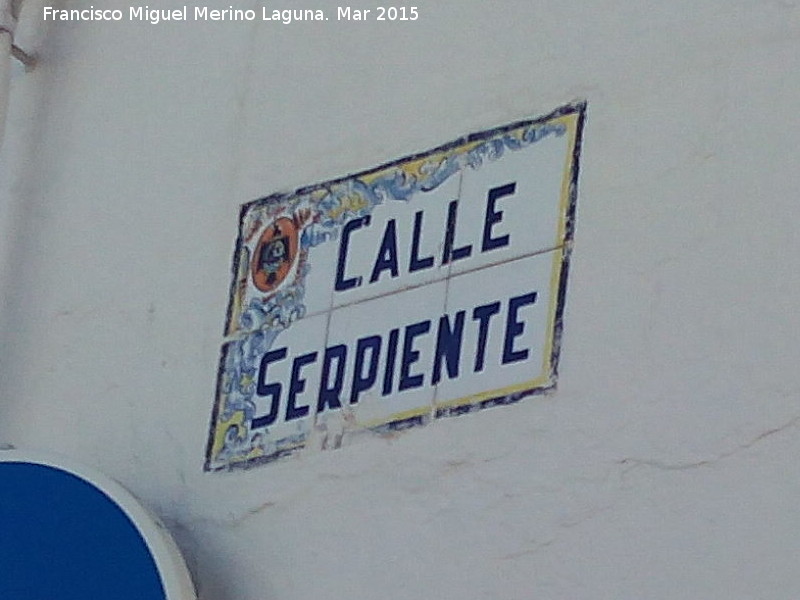 Francisco Miguel Merino Laguna. Mar 2015
CALLE
SERPIENTE